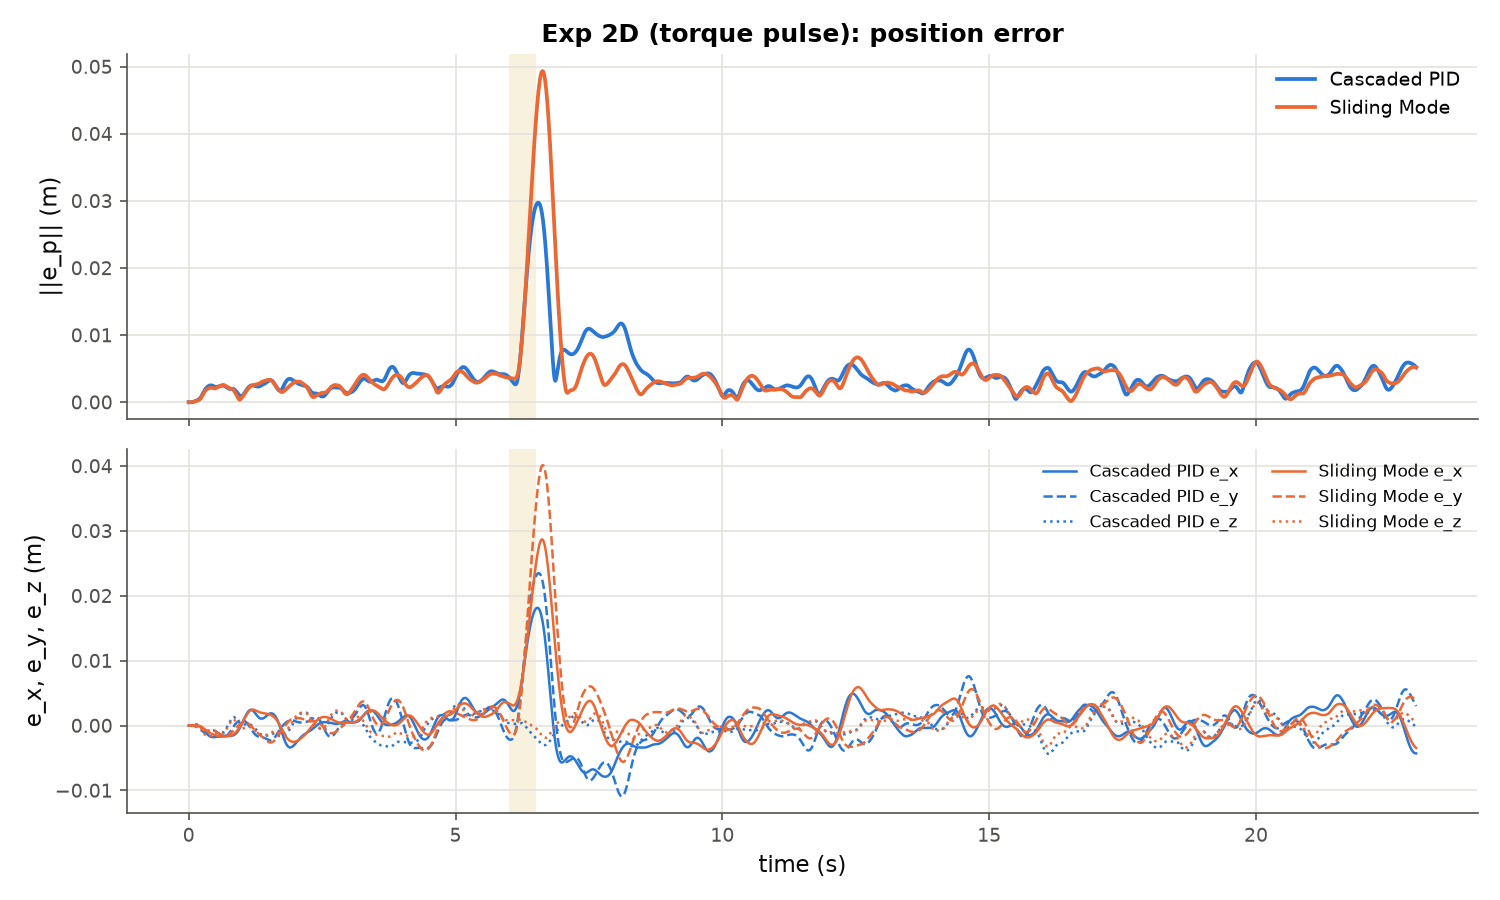 Exp 2D (torque pulse): position error
||e_p|| (m)
0.05
0.04
0.03
0.02
0.01
0.00
Cascaded PID
Sliding Mode
e_x, e_y, e_z (m)
0.04
0.03
0.02
0.01
0.00
−0.01
Cascaded PID e_x
Cascaded PID e_y
Cascaded PID e_z
Sliding Mode e_x
Sliding Mode e_y
Sliding Mode e_z
0 5 10 15 20
time (s)